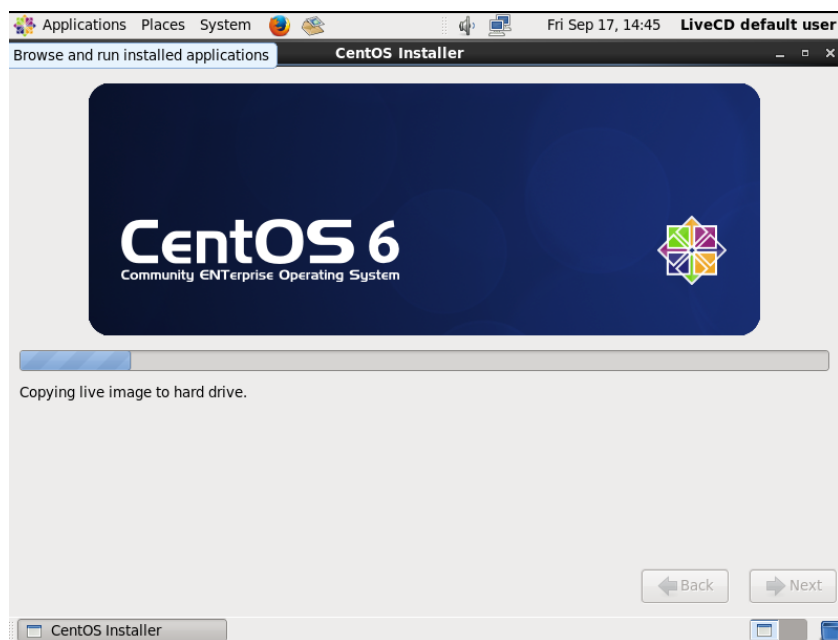 Applications Places System Fri Sep 17, 14:45 LiveCD default user
Browse and run installed applications CentOS Installer
CentOS 6
Community ENTerprise Operating System
Copying live image to hard drive.
Back Next
CentOS Installer